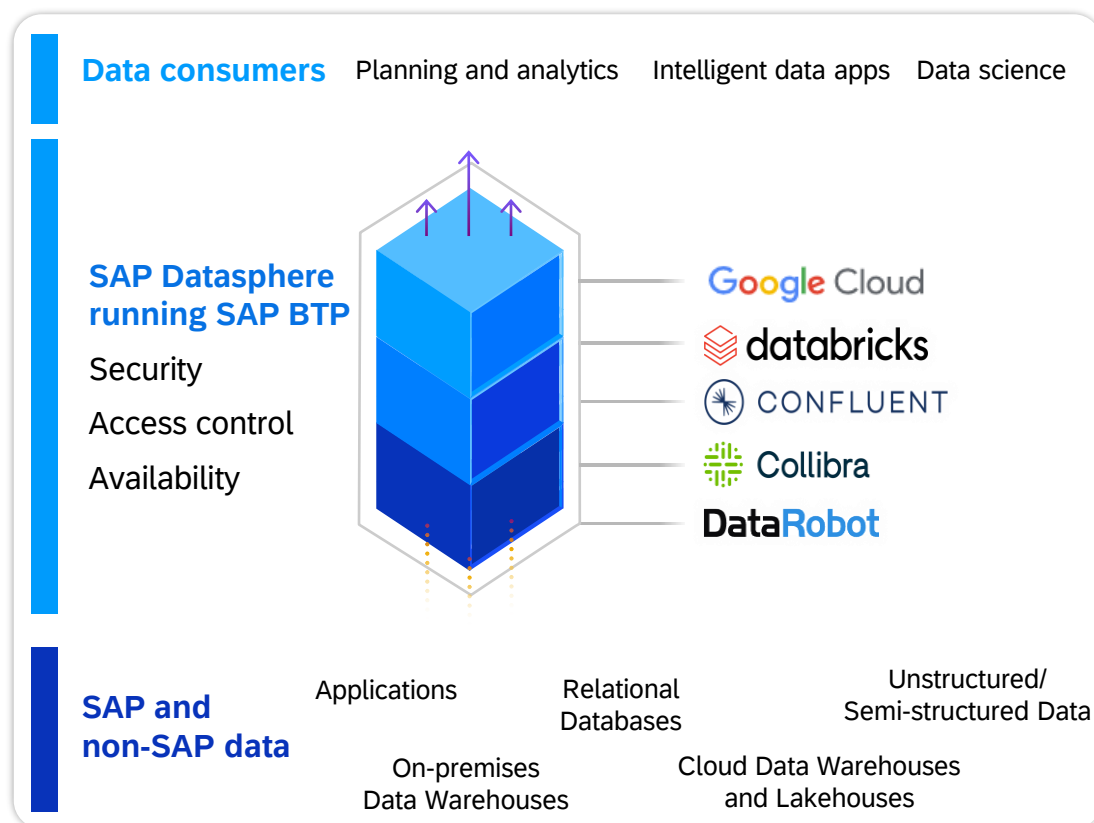 Data consumers
Planning and analytics
Intelligent data apps
Data science
SAP Datasphere
running SAP BTP
Security
Access control
Availability
Google Cloud
databricks
CONFLUENT
Collibra
DataRobot
SAP and
non-SAP data
Applications
Relational
Databases
Unstructured/
Semi-structured Data
On-premises
Data Warehouses
Cloud Data Warehouses
and Lakehouses